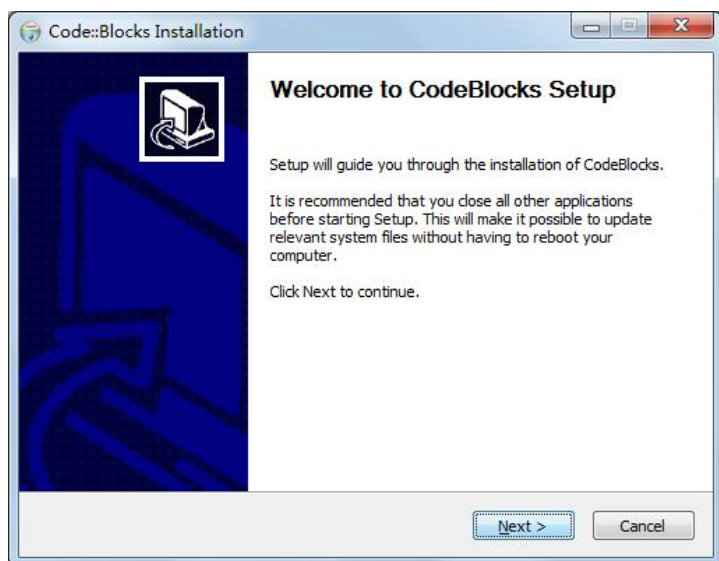 Code::Blocks Installation
Welcome to CodeBlocks Setup
Setup will guide you through the installation of CodeBlocks.
It is recommended that you close all other applications
before starting Setup. This will make it possible to update
relevant system files without having to reboot your
computer.
Click Next to continue.
Next >
Cancel